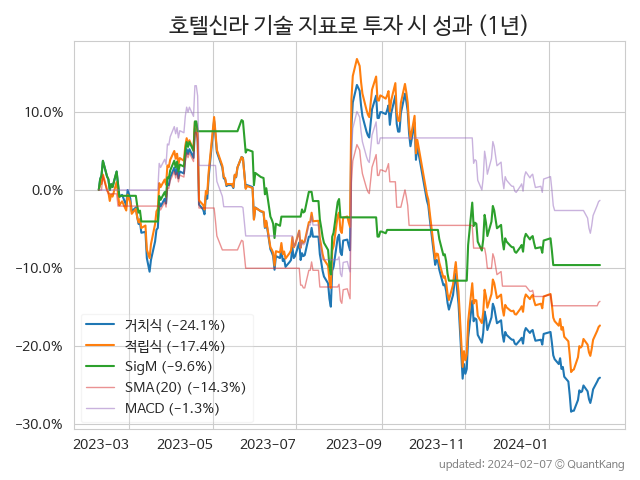 호텔신라 기술 지표로 투자 시 성과 (1년)
10.0%
0.0%
−10.0%
−20.0%
−30.0%
거치식 (−24.1%)
적립식 (−17.4%)
SigM (−9.6%)
SMA(20) (−14.3%)
MACD (−1.3%)
2023−03 2023−05 2023−07 2023−09 2023−11 2024−01
updated: 2024−02−07 © QuantKang